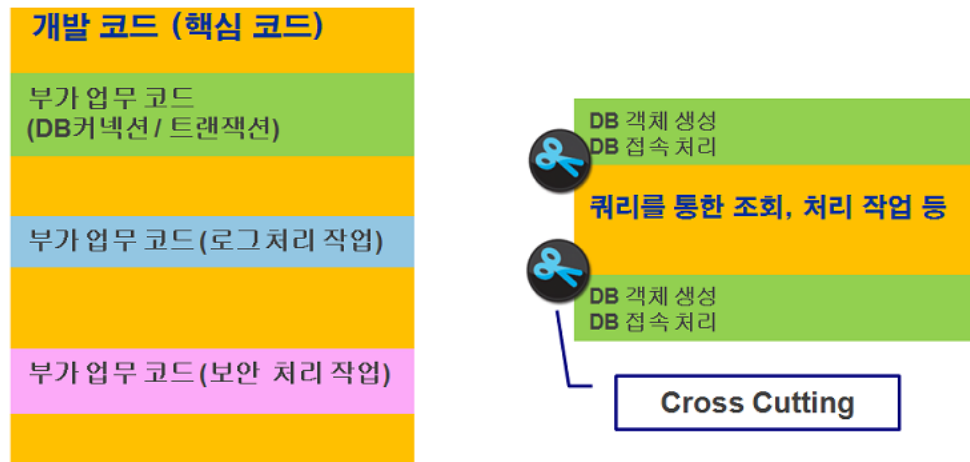 개발 코드 (핵심 코드)
부가 업무 코드
(DB커넥션 / 트랜잭션)
부가 업무 코드 (로그 처리 작업)
부가 업무 코드 (보안 처리 작업)
DB 객체 생성
DB 접속 처리
쿼리를 통한 조회, 처리 작업 등
DB 객체 생성
DB 접속 처리
Cross Cutting